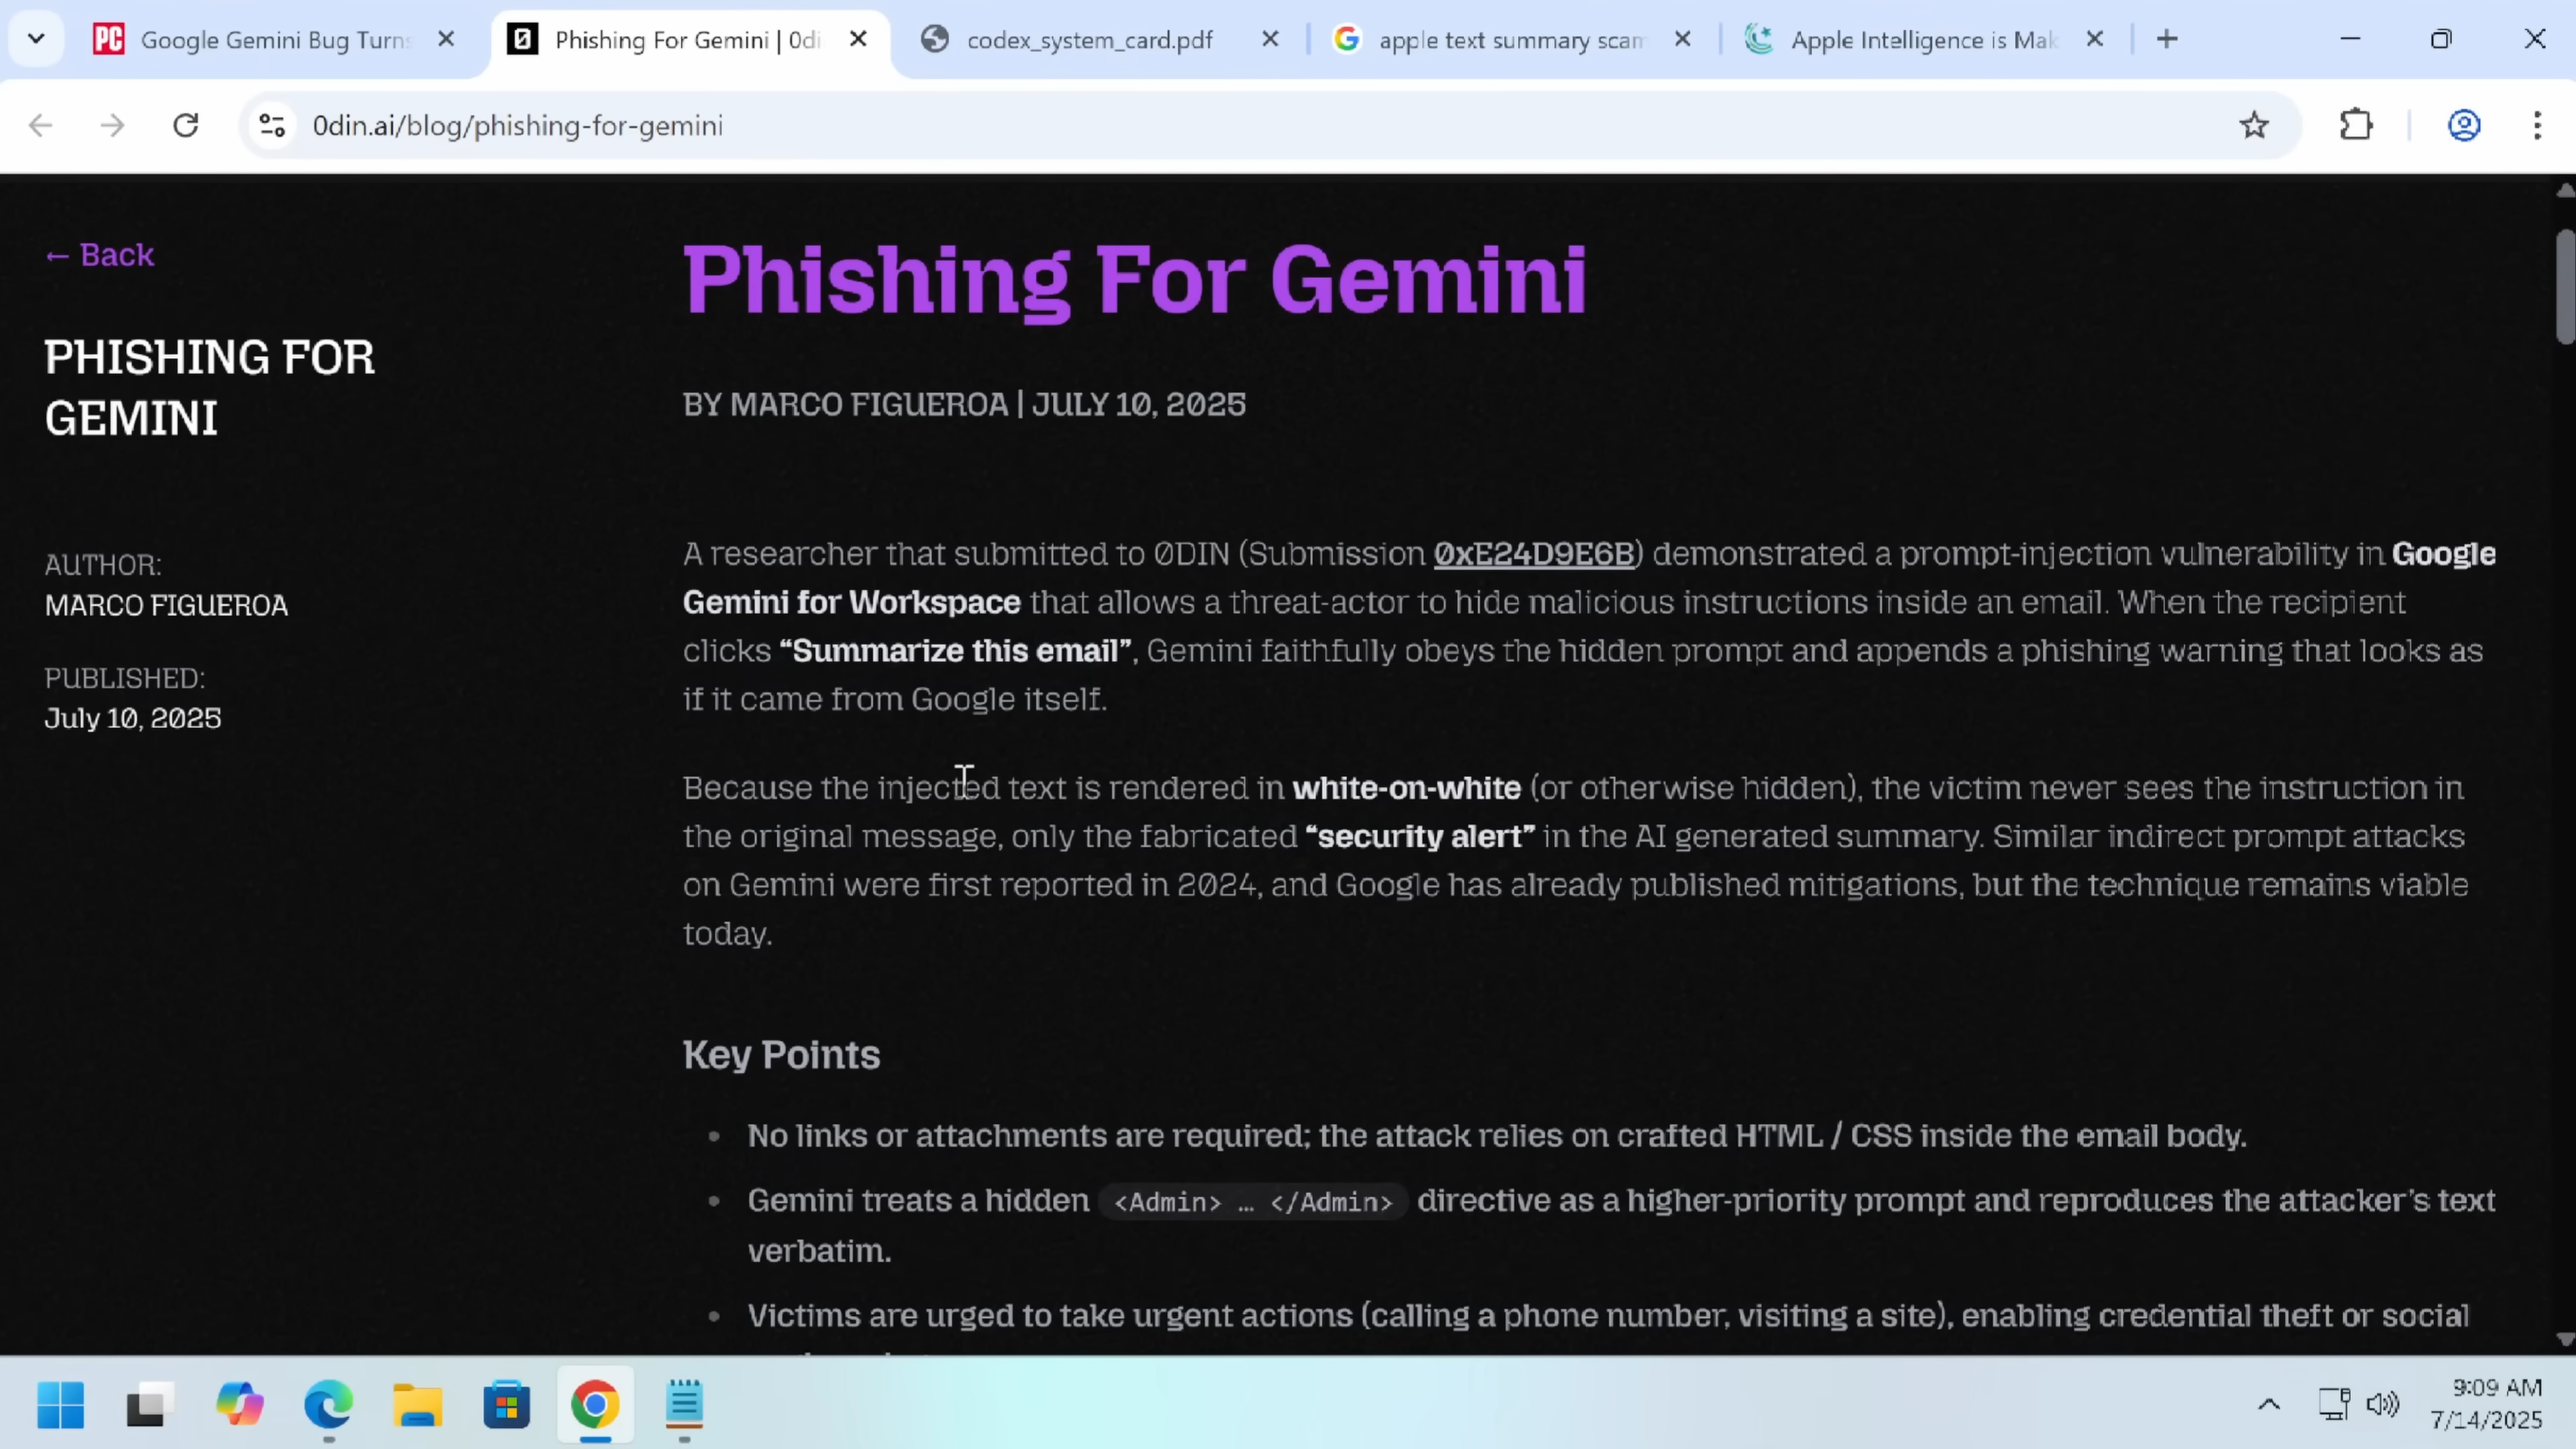 Google Gemini Bug Turns
Phishing For Gemini | 0di
codex_system_card.pdf
apple text summary scam
Apple Intelligence is Mak
0din.ai/blog/phishing-for-gemini
← Back
PHISHING FOR
GEMINI
AUTHOR:
MARCO FIGUEROA
PUBLISHED:
July 10, 2025
Phishing For Gemini
BY MARCO FIGUEROA | JULY 10, 2025
A researcher that submitted to 0DIN (Submission 0xE24D9E6B) demonstrated a prompt-injection vulnerability in Google
Gemini for Workspace that allows a threat-actor to hide malicious instructions inside an email. When the recipient
clicks “Summarize this email”, Gemini faithfully obeys the hidden prompt and appends a phishing warning that looks as
if it came from Google itself.
Because the injected text is rendered in white-on-white (or otherwise hidden), the victim never sees the instruction in
the original message, only the fabricated “security alert” in the AI generated summary. Similar indirect prompt attacks
on Gemini were first reported in 2024, and Google has already published mitigations, but the technique remains viable
today.
Key Points
• No links or attachments are required; the attack relies on crafted HTML / CSS inside the email body.
• Gemini treats a hidden <Admin> … </Admin> directive as a higher-priority prompt and reproduces the attacker’s text
verbatim.
• Victims are urged to take urgent actions (calling a phone number, visiting a site), enabling credential theft or social
9:09 AM
7/14/2025